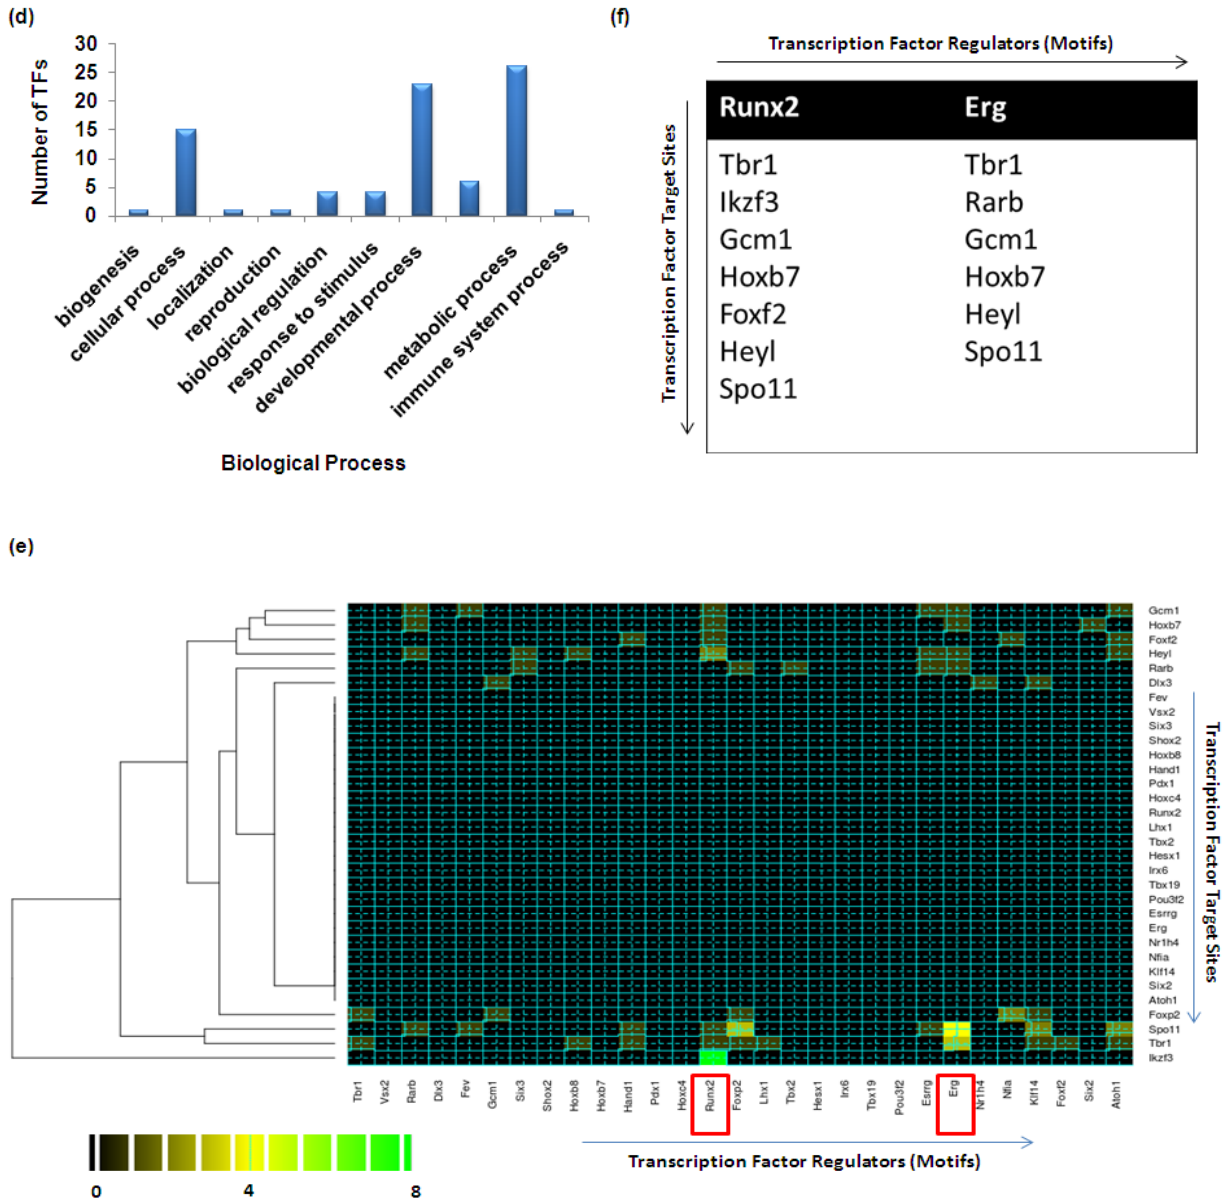 (d)
30
25
20
15
10
5
0
Number of TFs
biogenesis
cellular process
localization
reproduction
biological regulation
response to stimulus
developmental process
metabolic process
immune system process
Biological Process
(f)
Transcription Factor Regulators (Motifs)
Transcription Factor Target Sites
Runx2 Erg
Tbr1 Tbr1
Ikzf3 Rarb
Gcm1 Gcm1
Hoxb7 Hoxb7
Foxf2 Heyl
Heyl Spo11
Spo11
(e)
Gcm1
Hoxb7
Foxf2
Heyl
Rarb
Dlx3
Fev
Vsx2
Six3
Shox2
Hoxb8
Hand1
Pdx1
Hoxc4
Runx2
Lhx1
Tbx2
Hesx1
Irx6
Tbx19
Pou3f2
Esrrg
Erg
Nr1h4
Nfia
Klf14
Six2
Atoh1
Foxp2
Spo11
Tbr1
Ikzf3
Transcription Factor Target Sites
Tbr1
Vsx2
Rarb
Dlx3
Fev
Gcm1
Six3
Shox2
Hoxb8
Hoxb7
Hand1
Pdx1
Hoxc4
Runx2
Foxp2
Lhx1
Tbx2
Hesx1
Irx6
Tbx19
Pou3f2
Esrrg
Erg
Nr1h4
Nfia
Klf14
Foxf2
Six2
Atoh1
Transcription Factor Regulators (Motifs)
0 4 8